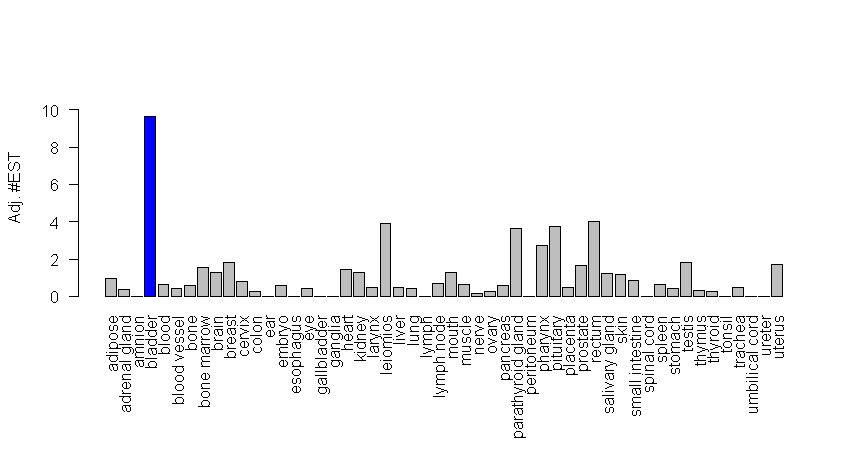 Adj. #EST
10
8
6
4
2
0
adipose
adrenal gland
amnion
bladder
blood
blood vessel
bone
bone marrow
brain
breast
cervix
colon
ear
embryo
esophagus
eye
gallbladder
ganglia
heart
kidney
larynx
leiomios
liver
lung
lymph
lymph node
mouth
muscle
nerve
ovary
pancreas
parathyroid gland
peritoneum
pharynx
pituitary
placenta
prostate
rectum
salivary gland
skin
small intestine
spinal cord
spleen
stomach
testis
thymus
thyroid
tonsil
trachea
umbilical cord
ureter
uterus